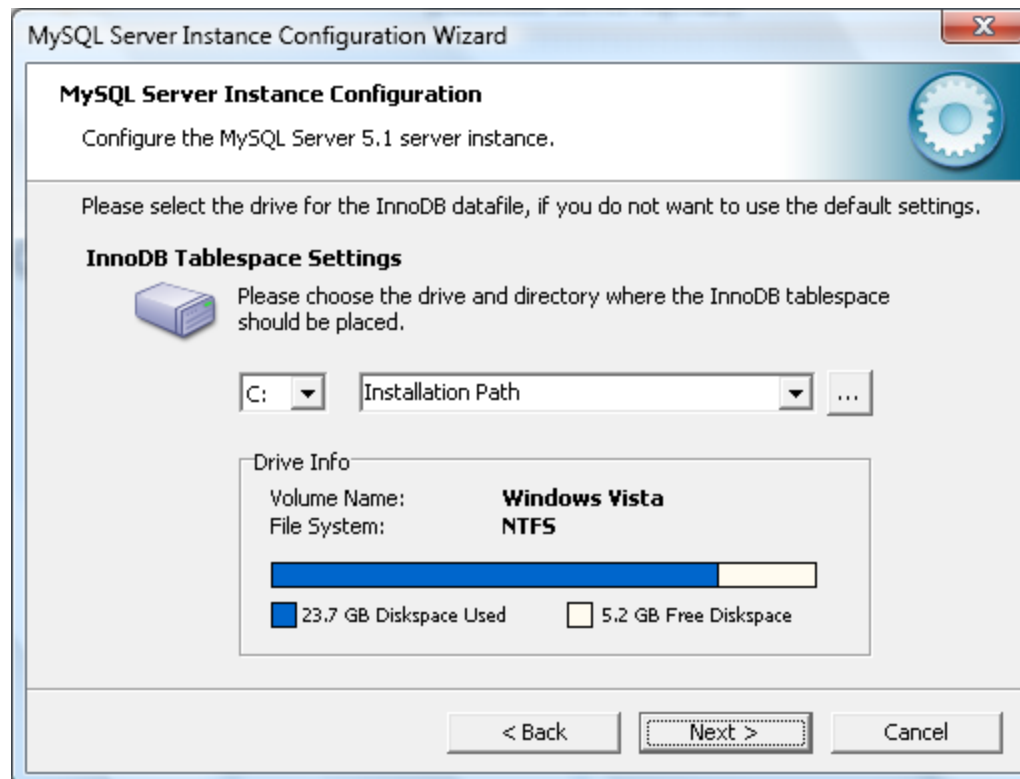 MySQL Server Instance Configuration Wizard
X
MySQL Server Instance Configuration
Configure the MySQL Server 5.1 server instance.
Please select the drive for the InnoDB datafile, if you do not want to use the default settings.
InnoDB Tablespace Settings
Please choose the drive and directory where the InnoDB tablespace
should be placed.
C: Installation Path ...
Drive Info
Volume Name: Windows Vista
File System: NTFS
23.7 GB Diskspace Used 5.2 GB Free Diskspace
< Back Next > Cancel